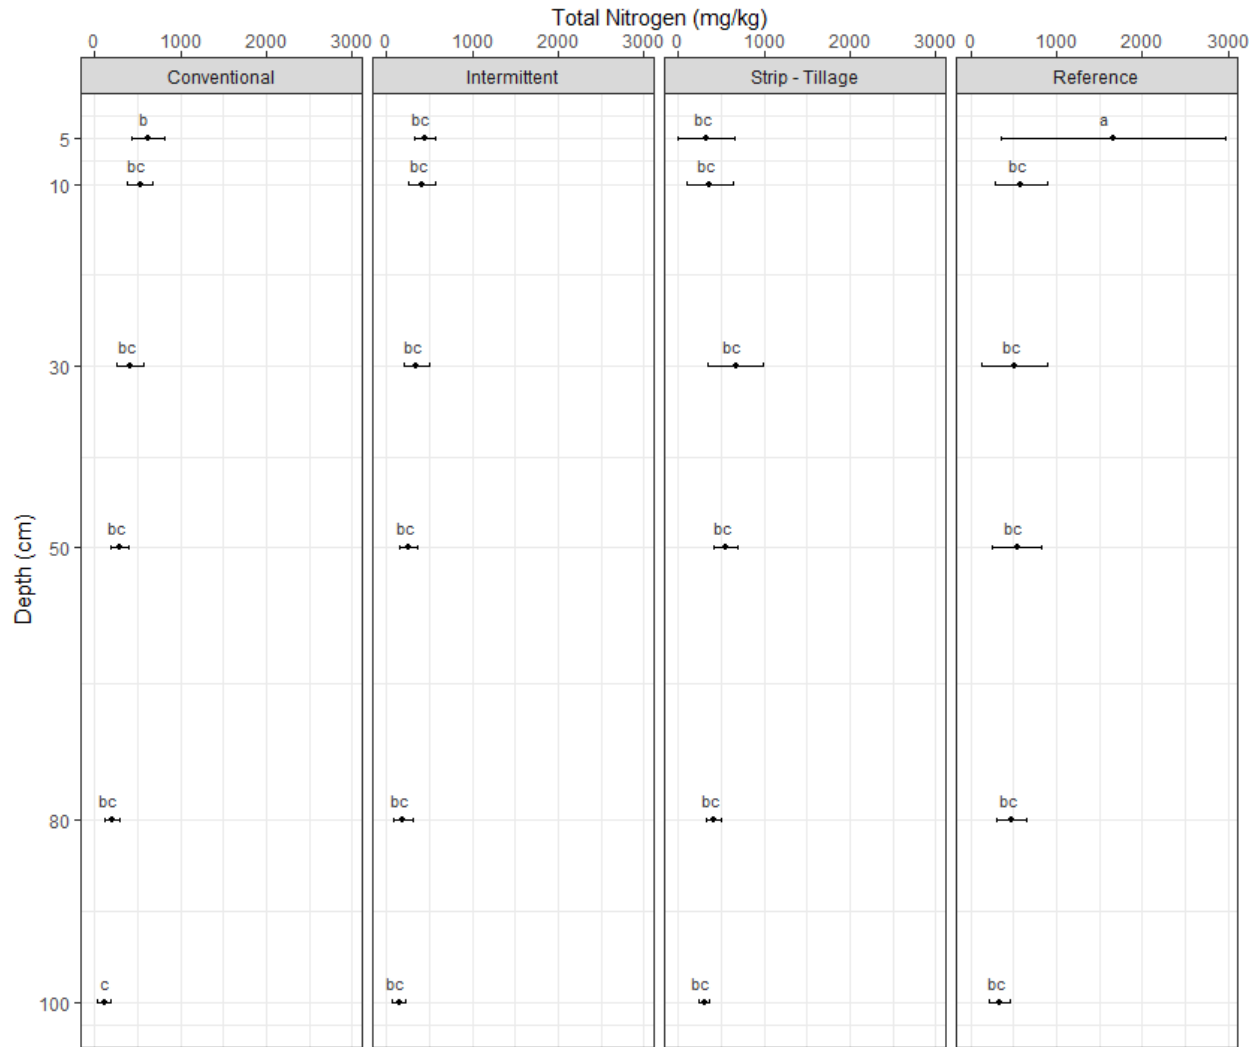 Total Nitrogen (mg/kg)
0 1000 2000 3000 0 1000 2000 3000 0 1000 2000 3000 0 1000 2000 3000
Conventional Intermittent Strip - Tillage Reference
b bc bc a
5
bc bc bc bc
10
bc bc bc bc
30
bc bc bc bc
50
Depth (cm)
bc bc bc bc
80
c bc bc bc
100